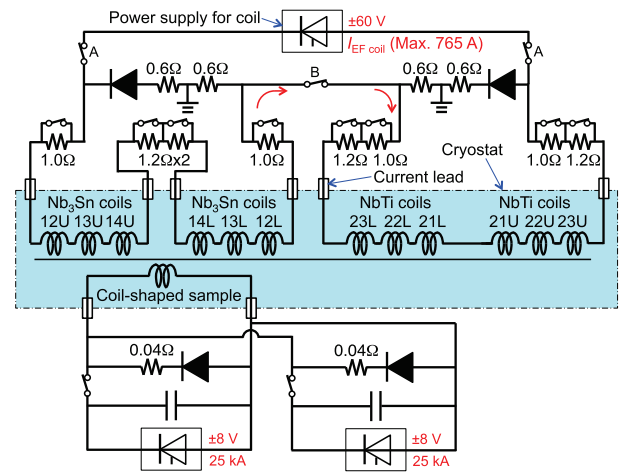 Power supply for coil
±60 V
I EF coil (Max. 765 A)
A
A
B
0.6Ω 0.6Ω
0.6Ω 0.6Ω
1.0Ω
1.2Ωx2
1.0Ω
1.2Ω 1.0Ω
1.0Ω 1.2Ω
Cryostat
Current lead
Nb3Sn coils
12U 13U 14U
Nb3Sn coils
14L 13L 12L
NbTi coils
23L 22L 21L
NbTi coils
21U 22U 23U
Coil-shaped sample
0.04Ω
0.04Ω
±8 V
25 kA
±8 V
25 kA